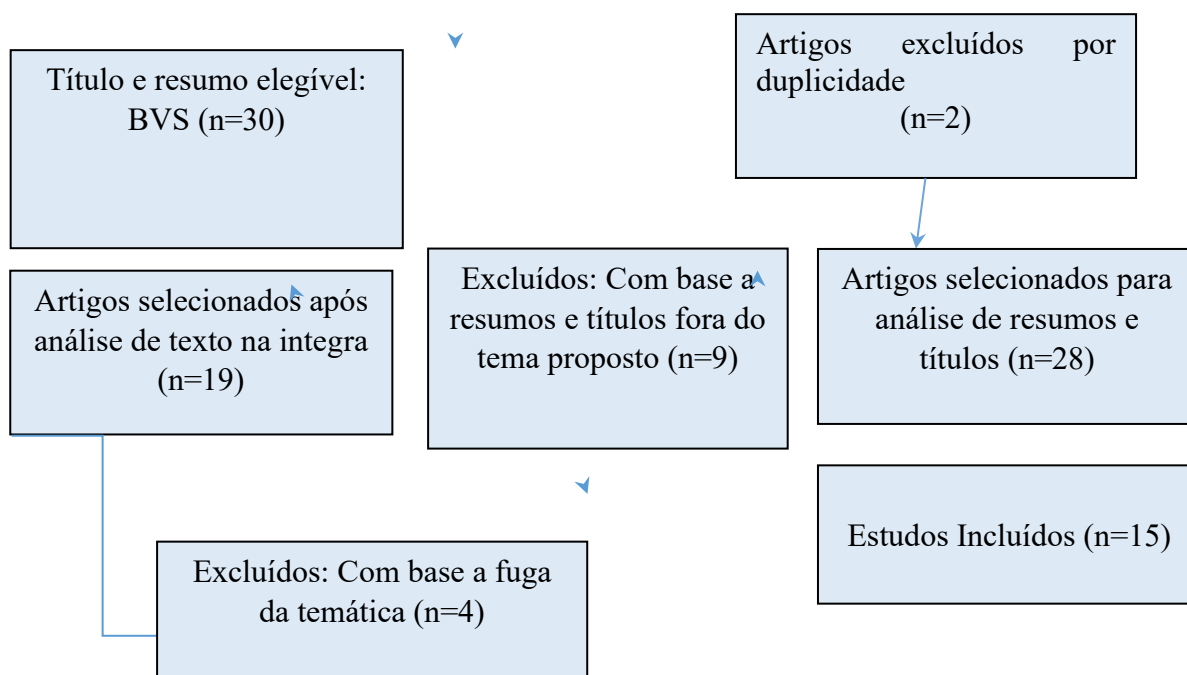 Título e resumo elegível:
BVS (n=30)
Artigos excluídos por
duplicidade
(n=2)
Artigos selecionados após
análise de texto na integra
(n=19)
Excluídos: Com base a
resumos e títulos fora do
tema proposto (n=9)
Artigos selecionados para
análise de resumos e
títulos (n=28)
Estudos Incluídos (n=15)
Excluídos: Com base a fuga
da temática (n=4)